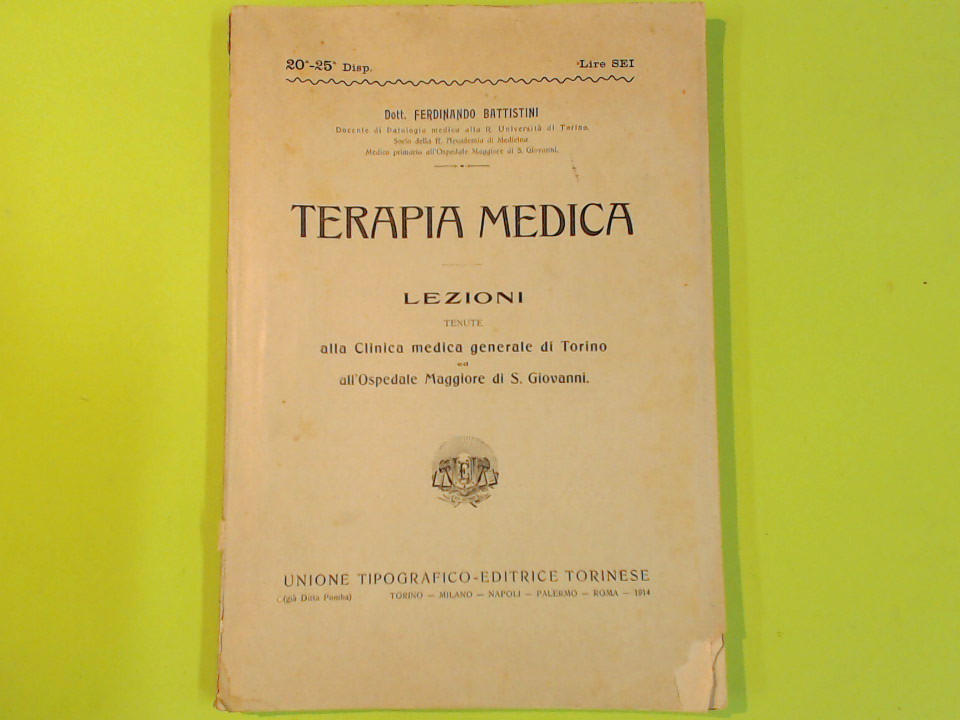 20ª-25ª Disp.
Lire SEI
Dott. FERDINANDO BATTISTINI
Docente di Patologia medica alla R. Università di Torino.
Socio della R. Accademia di Medicina
Medico primario all'Ospedale Maggiore di S. Giovanni.
TERAPIA MEDICA
LEZIONI
TENUTE
alla Clinica medica generale di Torino
ed
all'Ospedale Maggiore di S. Giovanni.
UNIONE TIPOGRAFICO-EDITRICE TORINESE
(già Ditta Pomba)
TORINO — MILANO — NAPOLI — PALERMO — ROMA — 1914